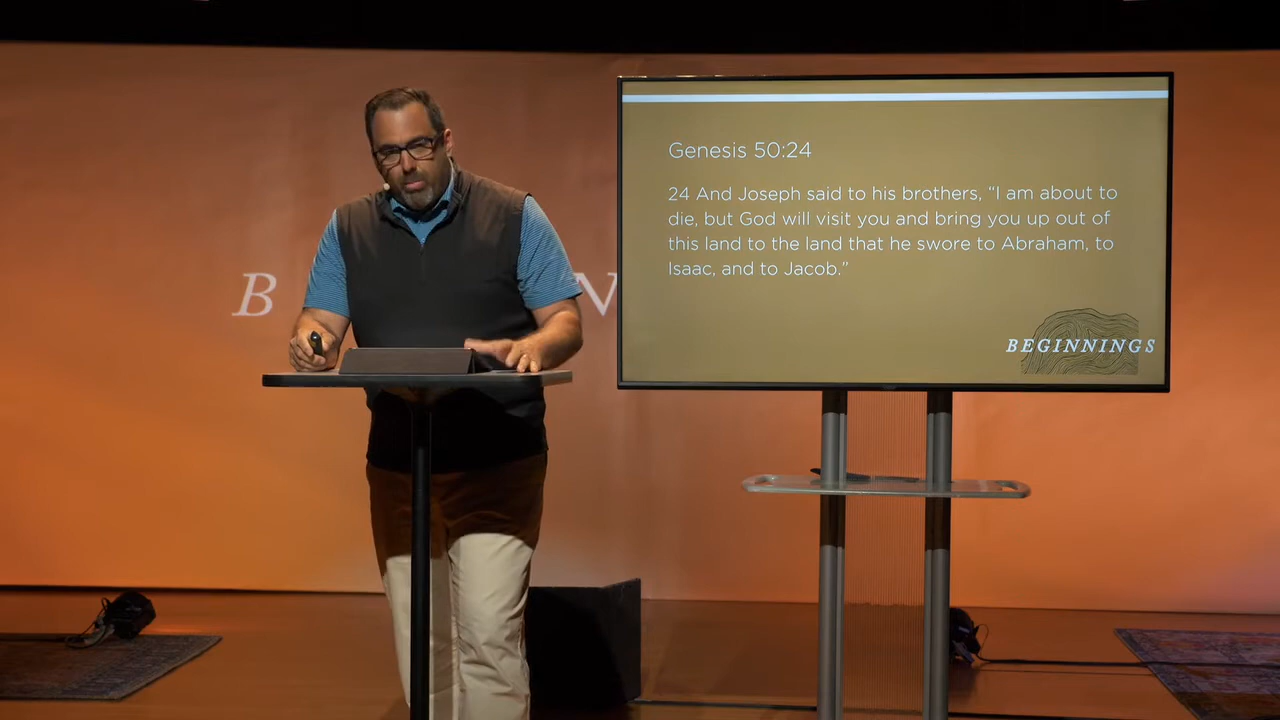 Genesis 50:24
24 And Joseph said to his brothers, “I am about to
die, but God will visit you and bring you up out of
this land to the land that he swore to Abraham, to
Isaac, and to Jacob.”
BEGINNINGS
B
N